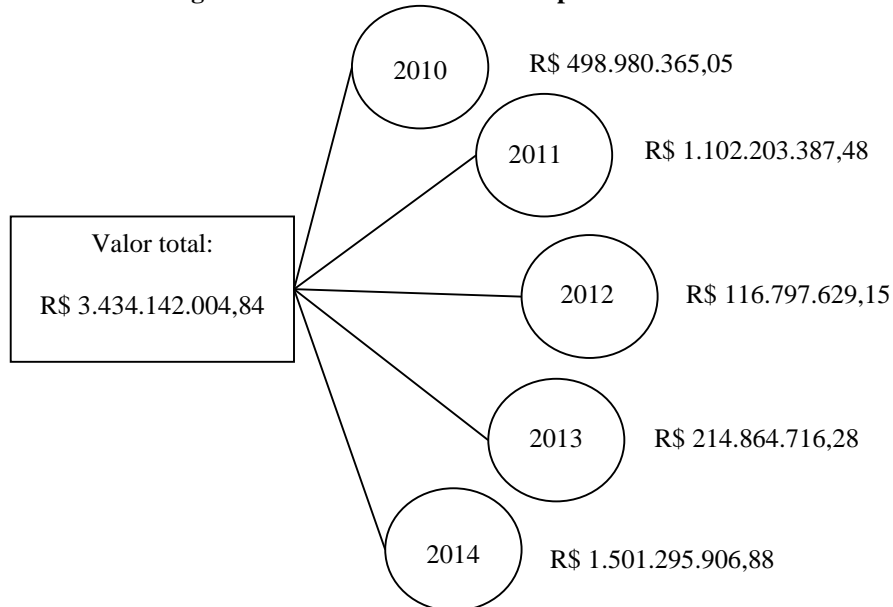 2010
R$ 498.980.365,05
2011
R$ 1.102.203.387,48
Valor total:
R$ 3.434.142.004,84
2012
R$ 116.797.629,15
2013
R$ 214.864.716,28
2014
R$ 1.501.295.906,88